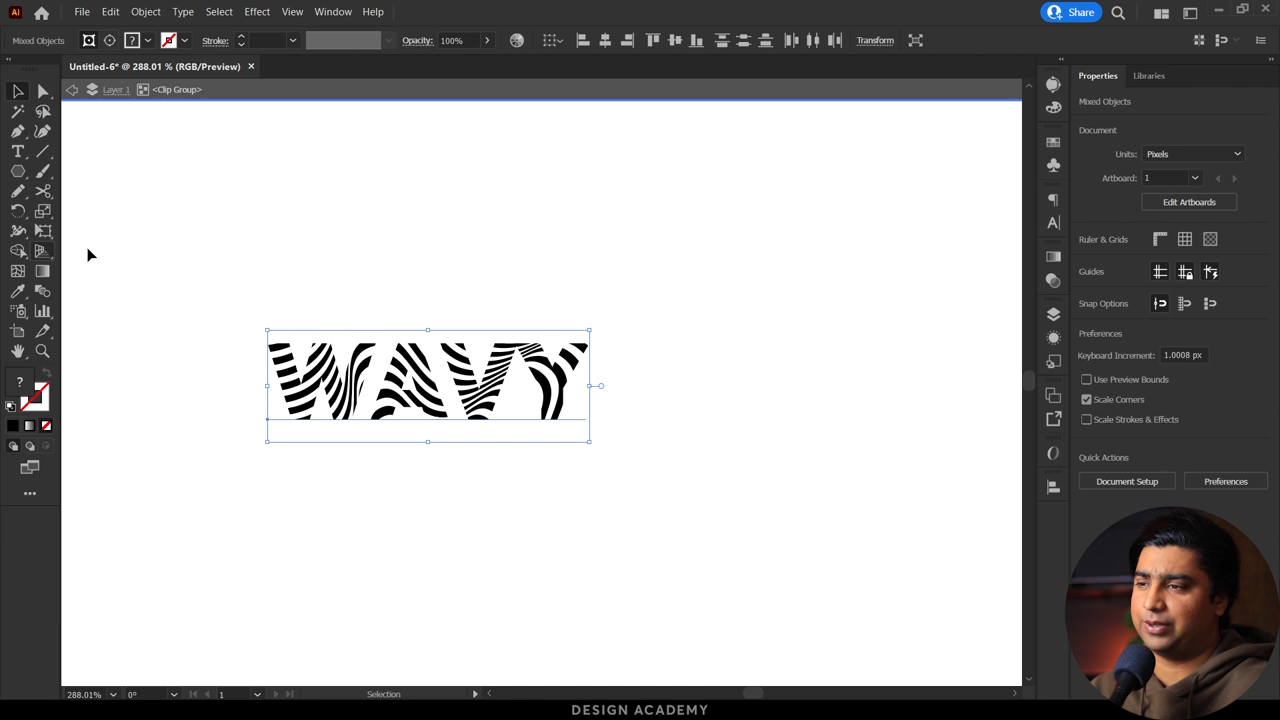 Ai File Edit Object Type Select Effect View Window Help Share
Mixed Objects ? Stroke: Opacity: 100% Transform
Untitled-6* @ 288.01 % (RGB/Preview) ×
Layer 1 <Clip Group>
Properties Libraries
Mixed Objects
Document
Units: Pixels
Artboard: 1
Edit Artboards
Ruler & Grids
Guides
Snap Options
Preferences
Keyboard Increment: 1.0008 px
Use Preview Bounds
Scale Corners
Scale Strokes & Effects
Quick Actions
Document Setup Preferences
WAVY
?
288.01% 0° 1 Selection
DESIGN ACADEMY